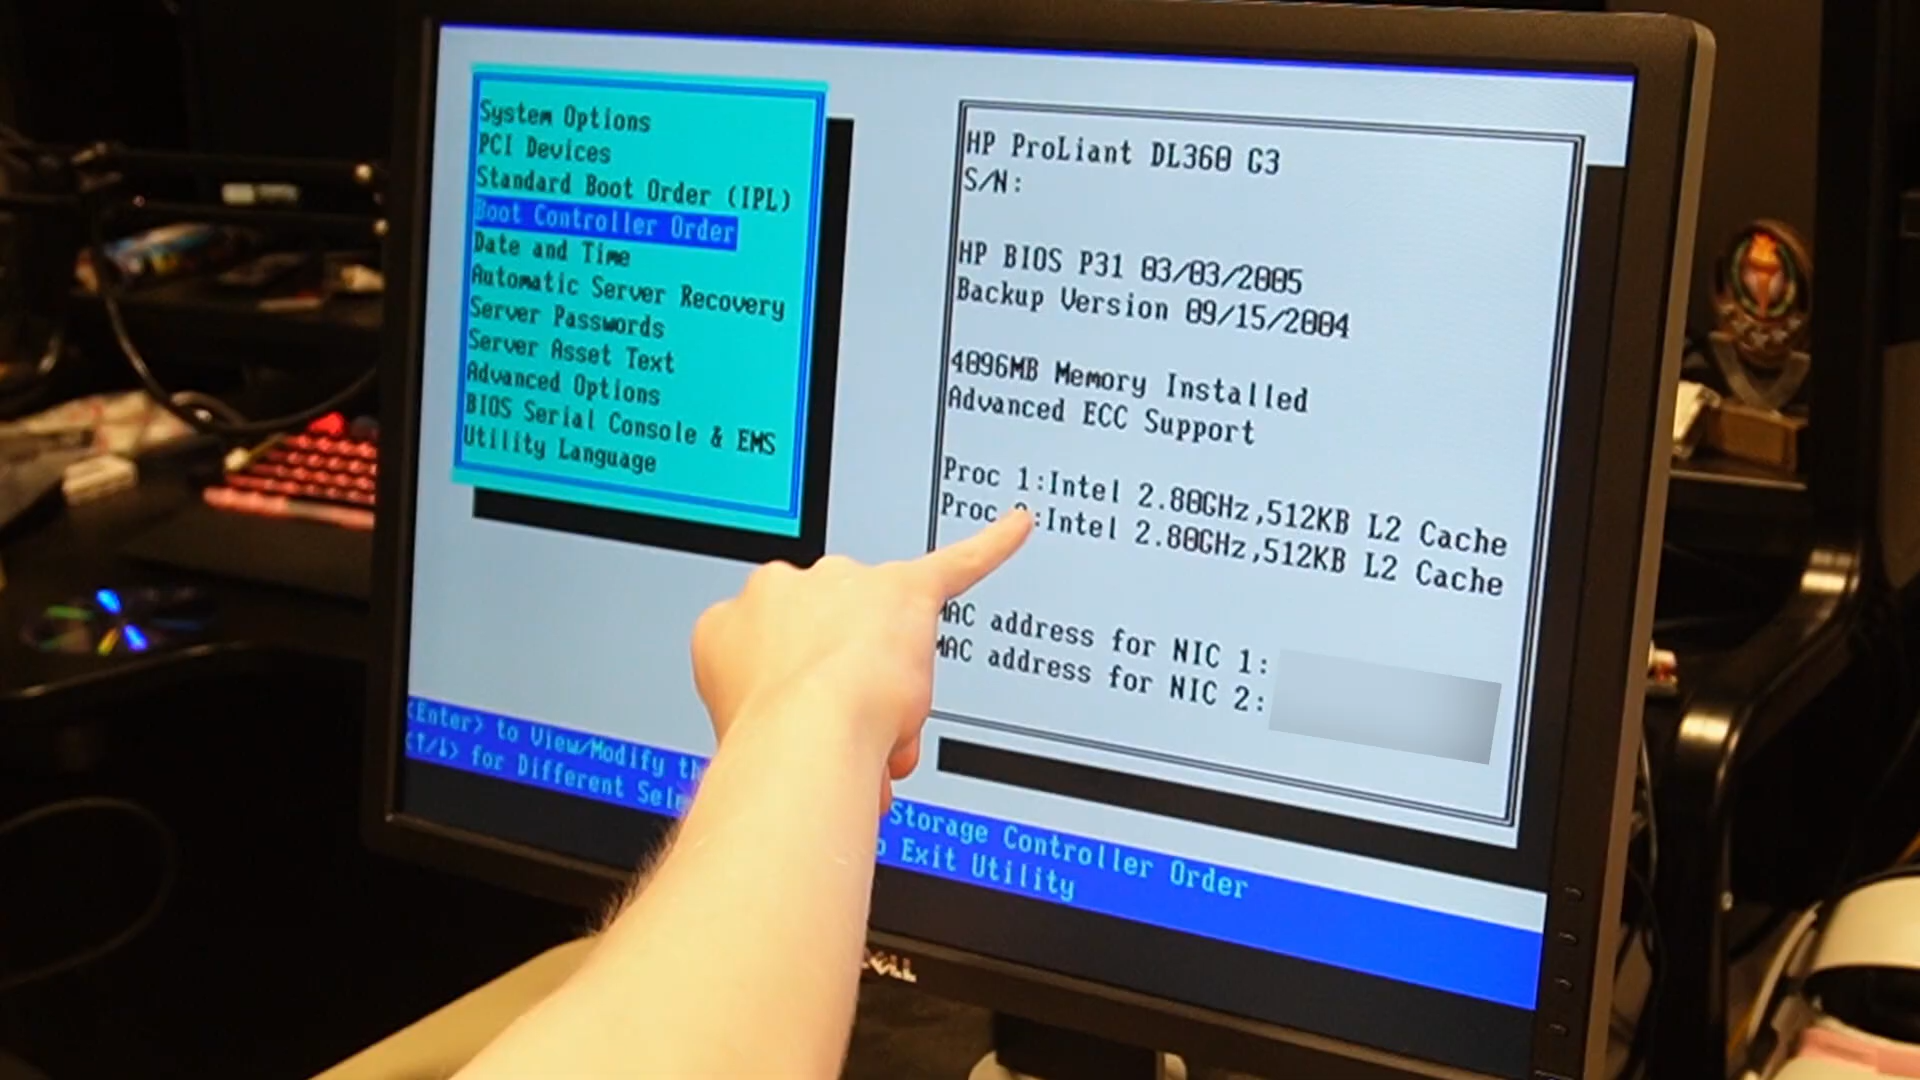 System Options
PCI Devices
Standard Boot Order (IPL)
Boot Controller Order
Date and Time
Automatic Server Recovery
Server Passwords
Server Asset Text
Advanced Options
BIOS Serial Console & EMS
Utility Language
HP ProLiant DL360 G3
S/N:
HP BIOS P31 03/03/2005
Backup Version 09/15/2004
4096MB Memory Installed
Advanced ECC Support
Proc 1:Intel 2.80GHz,512KB L2 Cache
Proc :Intel 2.80GHz,512KB L2 Cache
MAC address for NIC 1:
MAC address for NIC 2:
<Enter> to View/Modify Storage Controller Order
<↑/↓> for Different Exit Utility
DELL